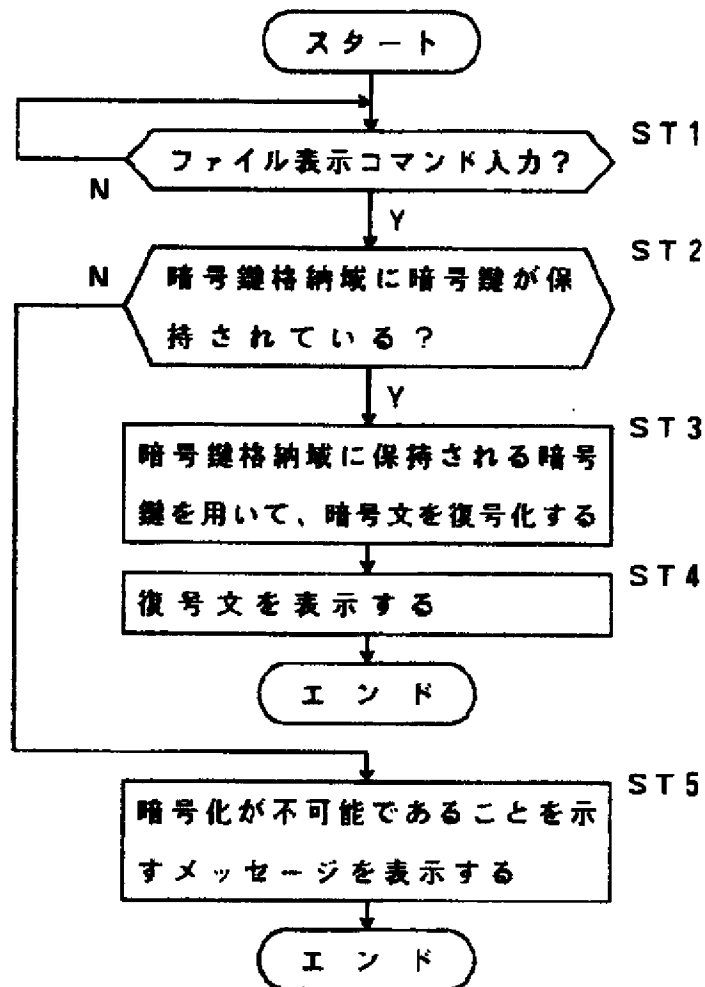 スタート
ST1
ファイル表示コマンド入力?
N
Y
ST2
N
暗号鍵格納域に暗号鍵が保
持されている?
Y
ST3
暗号鍵格納域に保持される暗号
鍵を用いて、暗号文を復号化する
ST4
復号文を表示する
エンド
ST5
暗号化が不可能であることを示
すメッセージを表示する
エンド